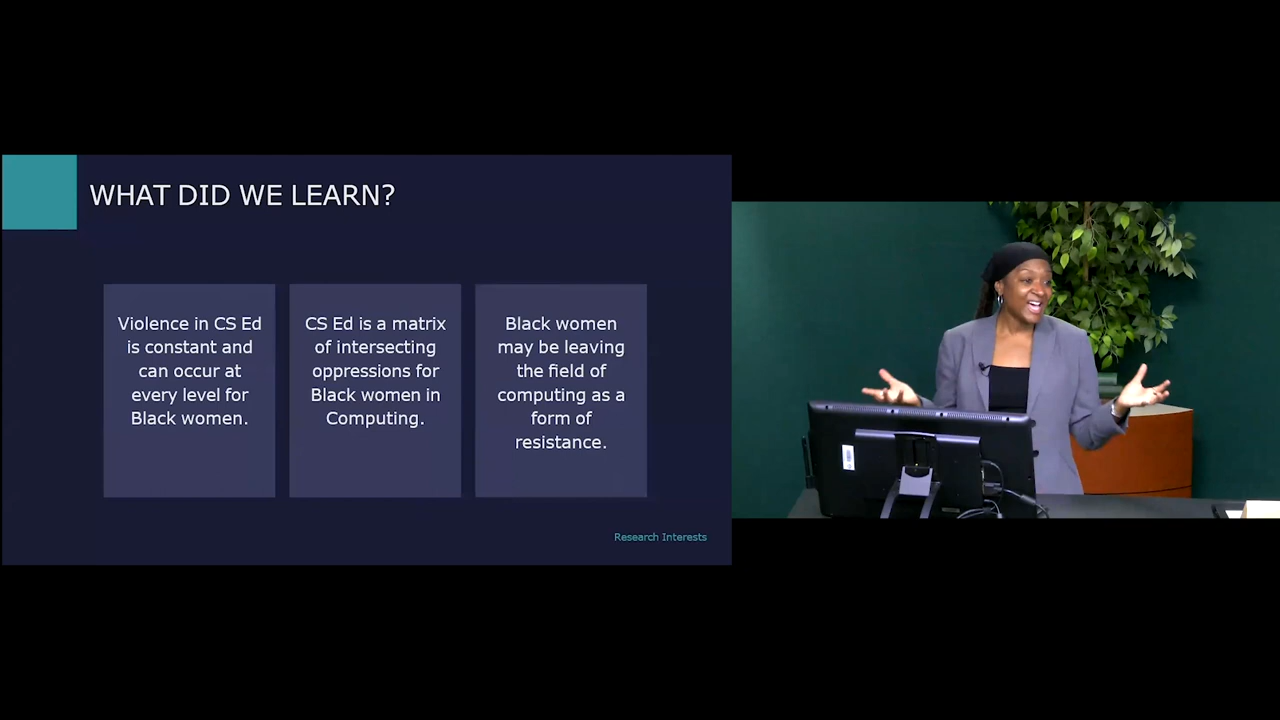 WHAT DID WE LEARN?
Violence in CS Ed
is constant and
can occur at
every level for
Black women.
CS Ed is a matrix
of intersecting
oppressions for
Black women in
Computing.
Black women
may be leaving
the field of
computing as a
form of
resistance.
Research Interests